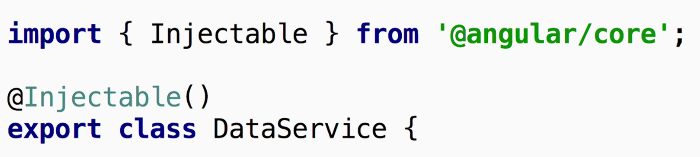 import { Injectable } from '@angular/core';
@Injectable()
export class DataService {